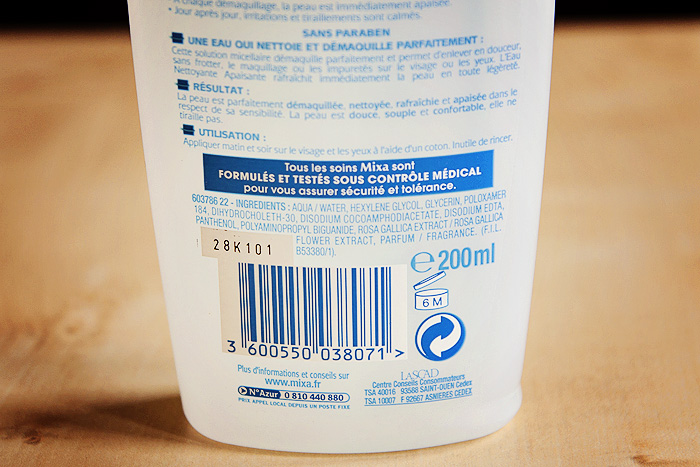 A chaque démaquillage, la peau est immédiatement apaisée.
• Jour après jour, irritations et tiraillements sont calmés.
SANS PARABEN
UNE EAU QUI NETTOIE ET DÉMAQUILLE PARFAITEMENT :
Cette solution micellaire démaquille parfaitement et permet d'enlever en douceur,
sans frotter, le maquillage ou les impuretés sur le visage ou les yeux. L'Eau
Nettoyante Apaisante rafraîchit immédiatement la peau en toute légèreté.
RÉSULTAT :
La peau est parfaitement démaquillée, nettoyée, rafraîchie et apaisée dans le
respect de sa sensibilité. La peau est douce, souple et confortable, elle ne
tiraille pas.
UTILISATION :
Appliquer matin et soir sur le visage et les yeux à l'aide d'un coton. Inutile de rincer.
Tous les soins Mixa sont
FORMULÉS ET TESTÉS SOUS CONTRÔLE MÉDICAL
pour vous assurer sécurité et tolérance.
603786 22 - INGREDIENTS : AQUA / WATER, HEXYLENE GLYCOL, GLYCERIN, POLOXAMER
184, DIHYDROCHOLETH-30, DISODIUM COCOAMPHODIACETATE, DISODIUM EDTA,
PANTHENOL, POLYAMINOPROPYL BIGUANIDE, ROSA GALLICA EXTRACT / ROSA GALLICA
FLOWER EXTRACT, PARFUM / FRAGRANCE. (F.I.L.
B53380/1).
28K101
e 200ml
6 M
3 600550 038071 >
Plus d'informations et conseils sur
www.mixa.fr
N°Azur 0 810 440 880
PRIX APPEL LOCAL DEPUIS UN POSTE FIXE
LASCAD
Centre Conseils Consommateurs
TSA 40016 93588 SAINT-OUEN Cedex
TSA 10007 F 92667 ASNIERES CEDEX